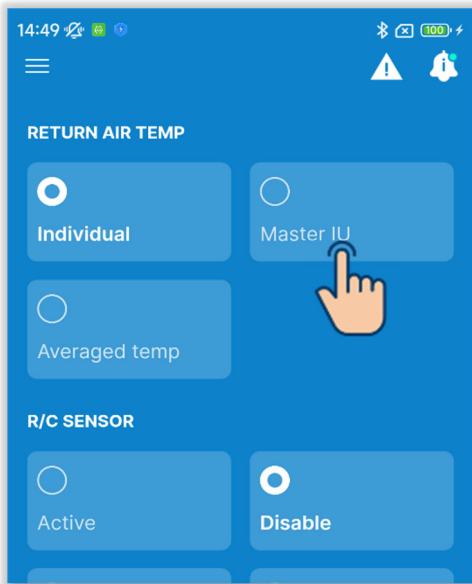 14:49
100
RETURN AIR TEMP
Individual
Master IU
Averaged temp
R/C SENSOR
Active
Disable